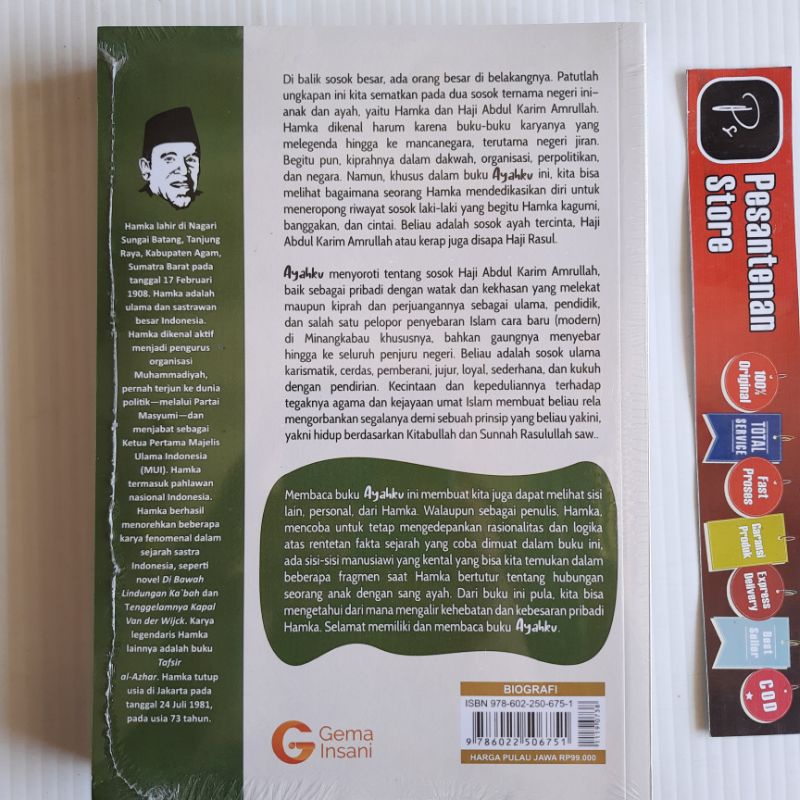 Di balik sosok besar, ada orang besar di belakangnya. Patutlah
ungkapan ini kita sematkan pada dua sosok ternama negeri ini–
anak dan ayah, yaitu Hamka dan Haji Abdul Karim Amrullah.
Hamka dikenal harum karena buku-buku karyanya yang
melegenda hingga ke mancanegara, terutama negeri jiran.
Begitu pun, kiprahnya dalam dakwah, organisasi, perpolitikan,
dan negara. Namun, khusus dalam buku Ayahku ini, kita bisa
melihat bagaimana seorang Hamka mendedikasikan diri untuk
meneropong riwayat sosok laki-laki yang begitu Hamka kagumi,
banggakan, dan cintai. Beliau adalah sosok ayah tercinta, Haji
Abdul Karim Amrullah atau kerap juga disapa Haji Rasul.
Ayahku menyoroti tentang sosok Haji Abdul Karim Amrullah,
baik sebagai pribadi dengan watak dan kekhasan yang melekat
maupun kiprah dan perjuangannya sebagai ulama, pendidik,
dan salah satu pelopor penyebaran Islam cara baru (modern)
di Minangkabau khususnya, bahkan gaungnya menyebar
hingga ke seluruh penjuru negeri. Beliau adalah sosok ulama
karismatik, cerdas, pemberani, jujur, loyal, sederhana, dan kukuh
dengan pendirian. Kecintaan dan kepeduliannya terhadap
tegaknya agama dan kejayaan umat Islam membuat beliau rela
mengorbankan segalanya demi sebuah prinsip yang beliau yakini,
yakni hidup berdasarkan Kitabullah dan Sunnah Rasulullah saw..
Membaca buku Ayahku ini membuat kita juga dapat melihat sisi
lain, personal, dari Hamka. Walaupun sebagai penulis, Hamka,
mencoba untuk tetap mengedepankan rasionalitas dan logika
atas rentetan fakta sejarah yang coba dimuat dalam buku ini,
ada sisi-sisi manusiawi yang kental yang bisa kita temukan dalam
beberapa fragmen saat Hamka bertutur tentang hubungan
seorang anak dengan sang ayah. Dari buku ini pula, kita bisa
mengetahui dari mana mengalir kehebatan dan kebesaran pribadi
Hamka. Selamat memiliki dan membaca buku Ayahku.
Hamka lahir di Nagari
Sungai Batang, Tanjung
Raya, Kabupaten Agam,
Sumatra Barat pada
tanggal 17 Februari
1908. Hamka adalah
ulama dan sastrawan
besar Indonesia.
Hamka dikenal aktif
menjadi pengurus
organisasi
Muhammadiyah,
pernah terjun ke dunia
politik—melalui Partai
Masyumi—dan
menjabat sebagai
Ketua Pertama Majelis
Ulama Indonesia
(MUI). Hamka
termasuk pahlawan
nasional Indonesia.
Hamka berhasil
menorehkan beberapa
karya fenomenal dalam
sejarah sastra
Indonesia, seperti
novel Di Bawah
Lindungan Ka'bah dan
Tenggelamnya Kapal
Van der Wijck. Karya
legendaris Hamka
lainnya adalah buku
Tafsir
al-Azhar. Hamka tutup
usia di Jakarta pada
tanggal 24 Juli 1981,
pada usia 73 tahun.
Gema
Insani
BIOGRAFI
ISBN 978-602-250-675-1
9 786022 506751
11190738
HARGA PULAU JAWA RP99.000
Ps
Pesantenan
Store
100%
Original
TOTAL
SERVICE
Fast
Proses
Garansi
Produk
Express
Delivery
Best
Seller
COD